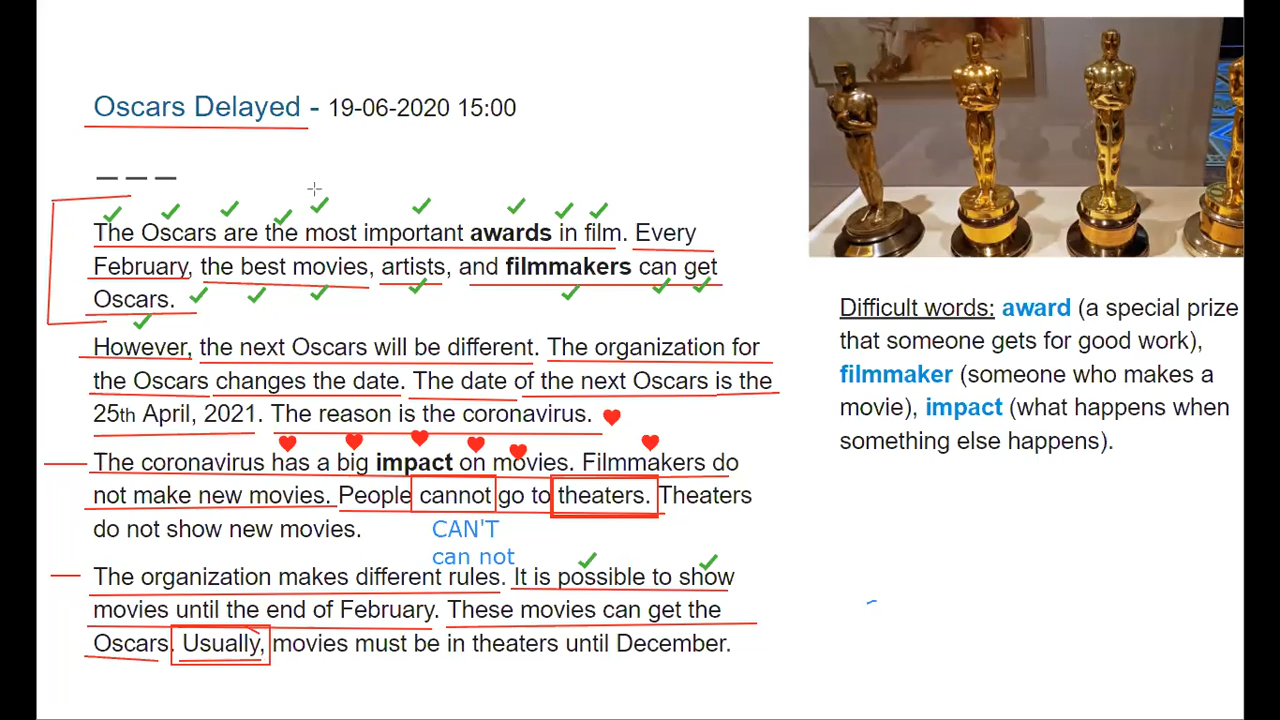 Oscars Delayed - 19-06-2020 15:00
The Oscars are the most important awards in film. Every
February, the best movies, artists, and filmmakers can get
Oscars.
However, the next Oscars will be different. The organization for
the Oscars changes the date. The date of the next Oscars is the
25th April, 2021. The reason is the coronavirus.
The coronavirus has a big impact on movies. Filmmakers do
not make new movies. People cannot go to theaters. Theaters
do not show new movies.
CAN'T
can not
The organization makes different rules. It is possible to show
movies until the end of February. These movies can get the
Oscars. Usually, movies must be in theaters until December.
Difficult words: award (a special prize
that someone gets for good work),
filmmaker (someone who makes a
movie), impact (what happens when
something else happens).